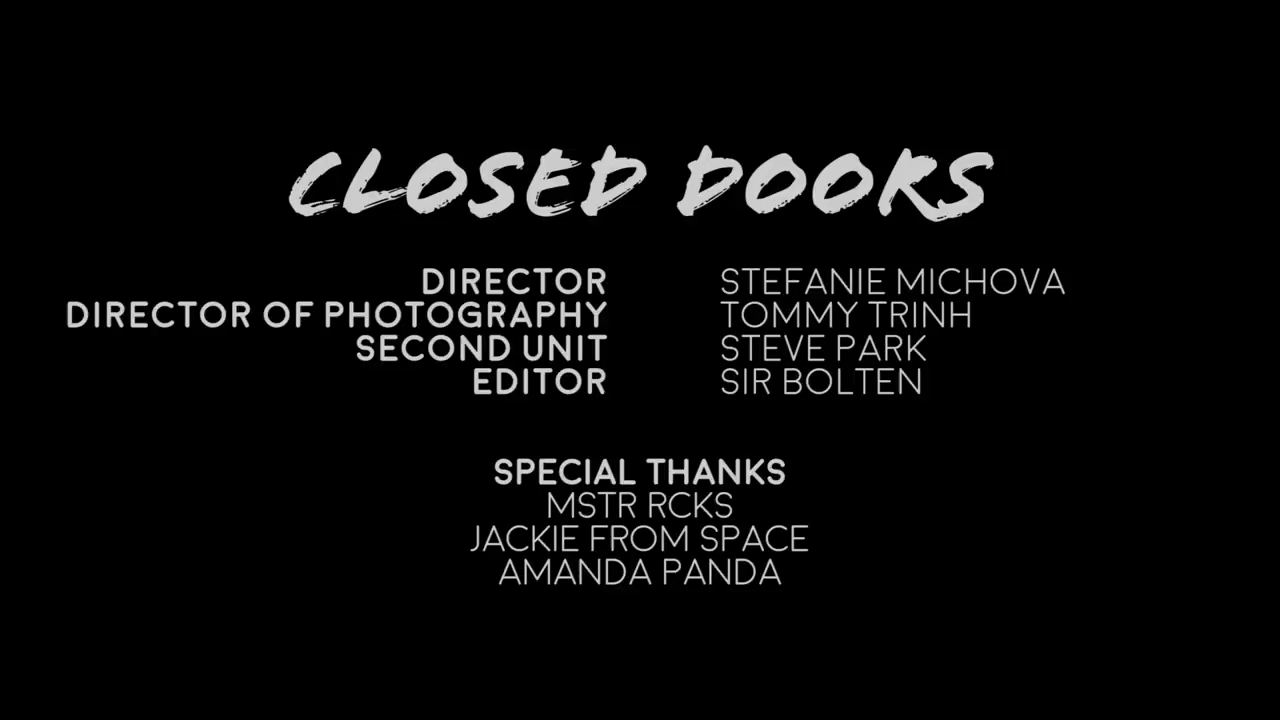 CLOSED DOORS
DIRECTOR STEFANIE MICHOVA
DIRECTOR OF PHOTOGRAPHY TOMMY TRINH
SECOND UNIT STEVE PARK
EDITOR SIR BOLTEN
SPECIAL THANKS
MSTR RCKS
JACKIE FROM SPACE
AMANDA PANDA